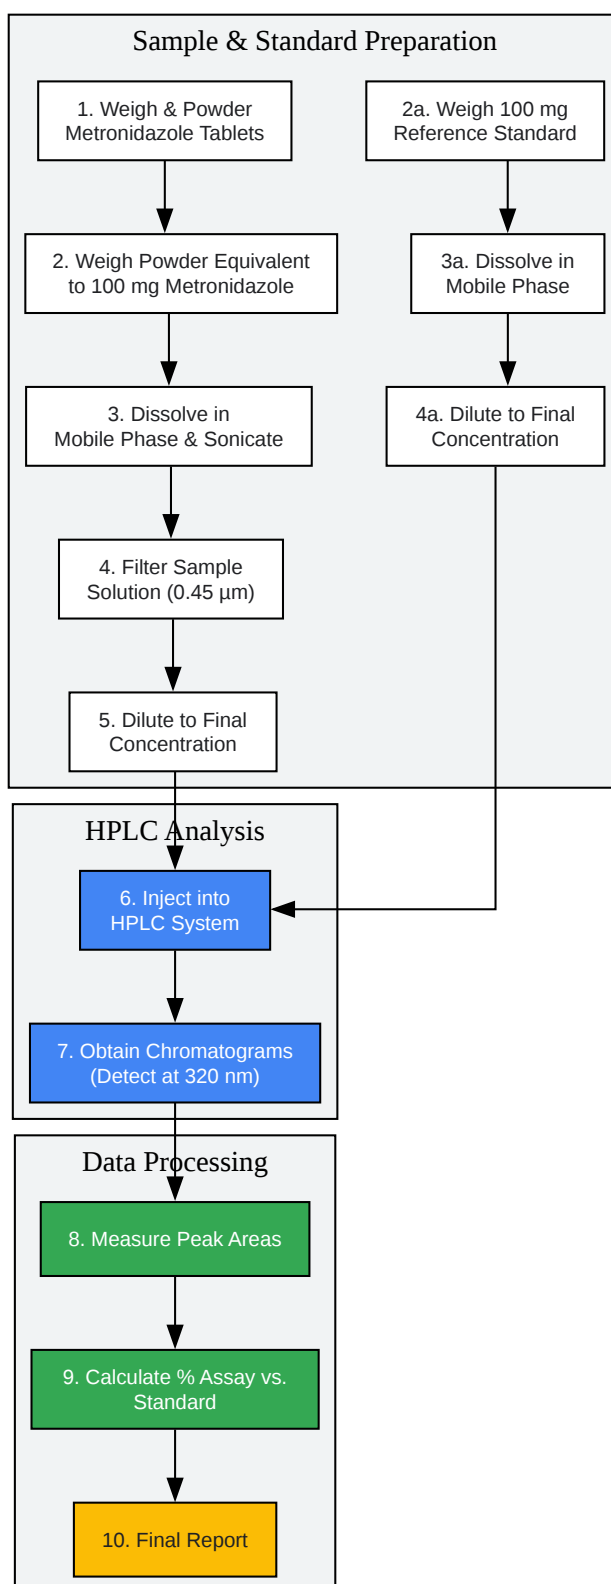 Sample & Standard Preparation
1. Weigh & Powder
Metronidazole Tablets
2a. Weigh 100 mg
Reference Standard
2. Weigh Powder Equivalent
to 100 mg Metronidazole
3a. Dissolve in
Mobile Phase
3. Dissolve in
Mobile Phase & Sonicate
4a. Dilute to Final
Concentration
4. Filter Sample
Solution (0.45 µm)
5. Dilute to Final
Concentration
HPLC Analysis
6. Inject into
HPLC System
7. Obtain Chromatograms
(Detect at 320 nm)
Data Processing
8. Measure Peak Areas
9. Calculate % Assay vs.
Standard
10. Final Report